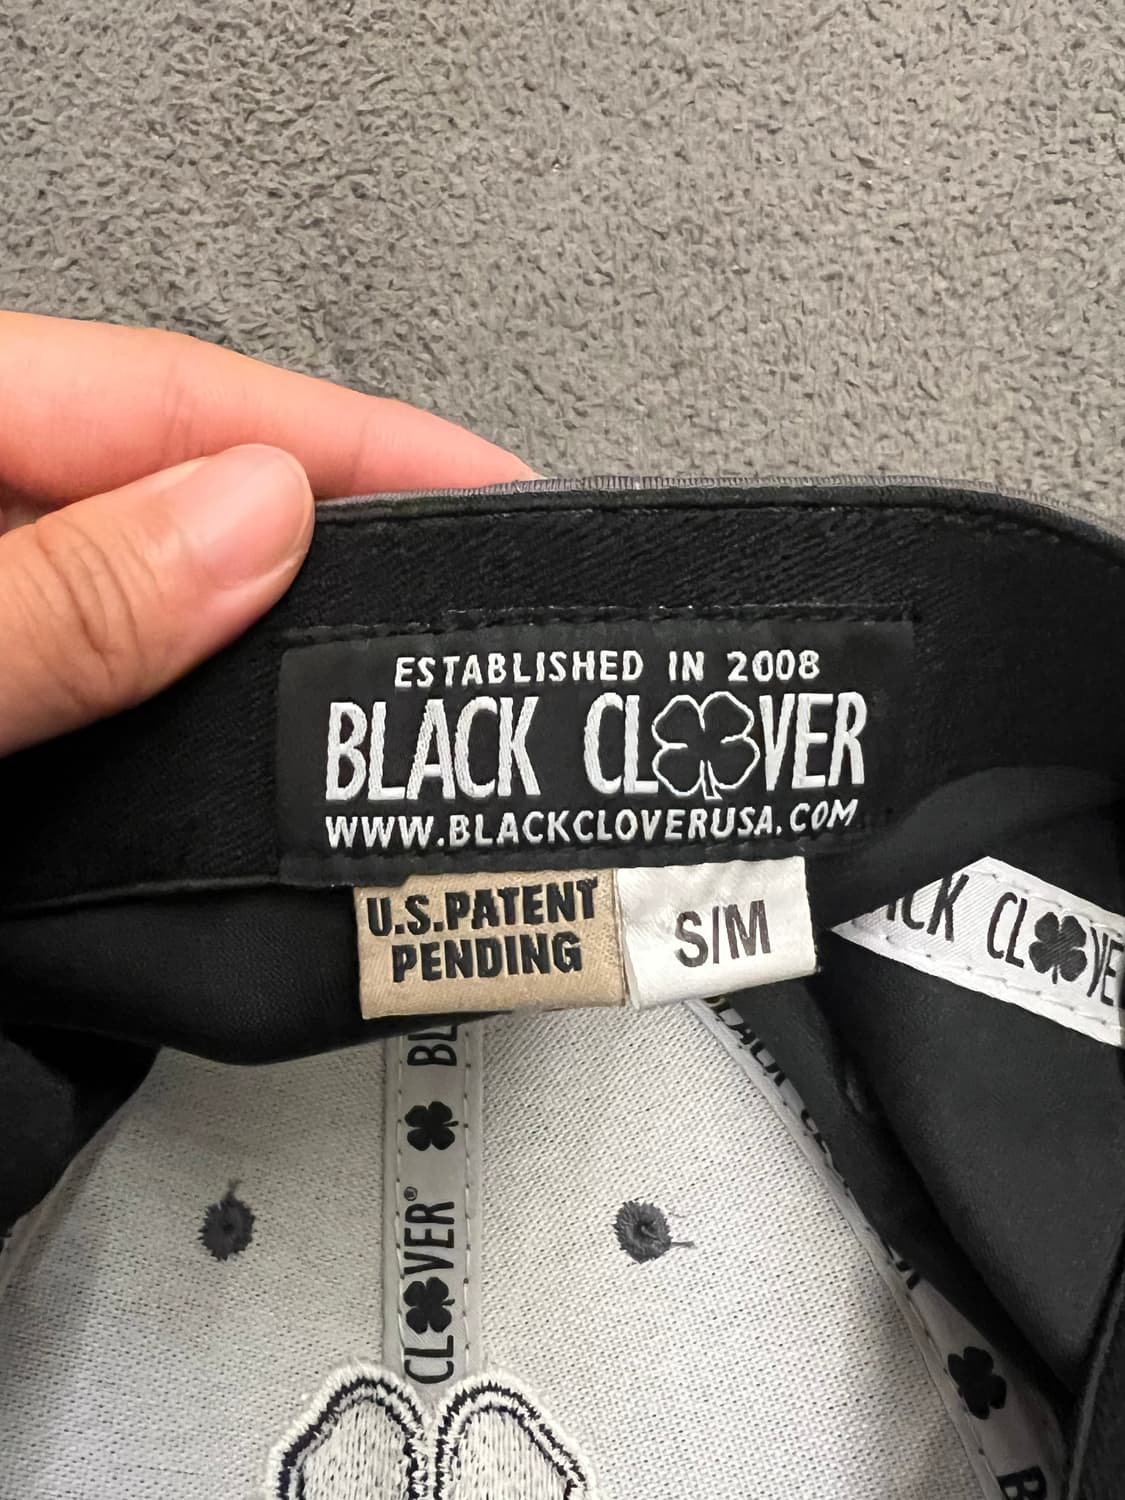 ESTABLISHED IN 2008
BLACK CLOVER
WWW.BLACKCLOVERUSA.COM
U.S.PATENT
PENDING
S/M
CLOVER
CLOVER®